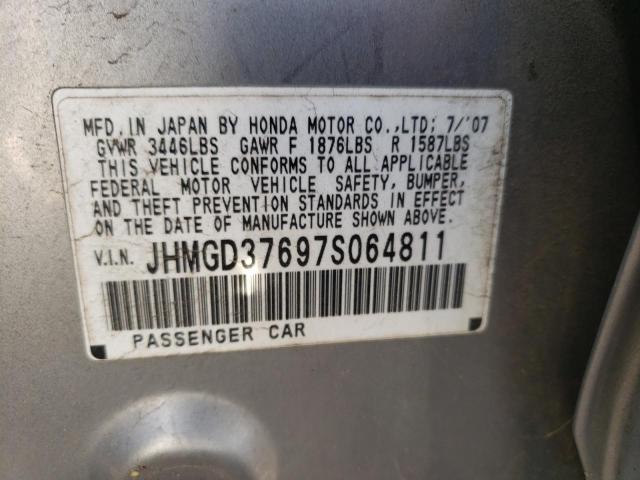 MFD. IN JAPAN BY HONDA MOTOR CO.,LTD; 7/'07
GVWR 3446LBS GAWR F 1876LBS R 1587LBS
THIS VEHICLE CONFORMS TO ALL APPLICABLE
FEDERAL MOTOR VEHICLE SAFETY, BUMPER,
AND THEFT PREVENTION STANDARDS IN EFFECT
ON THE DATE OF MANUFACTURE SHOWN ABOVE.
V.I.N. JHMGD37697S064811
PASSENGER CAR